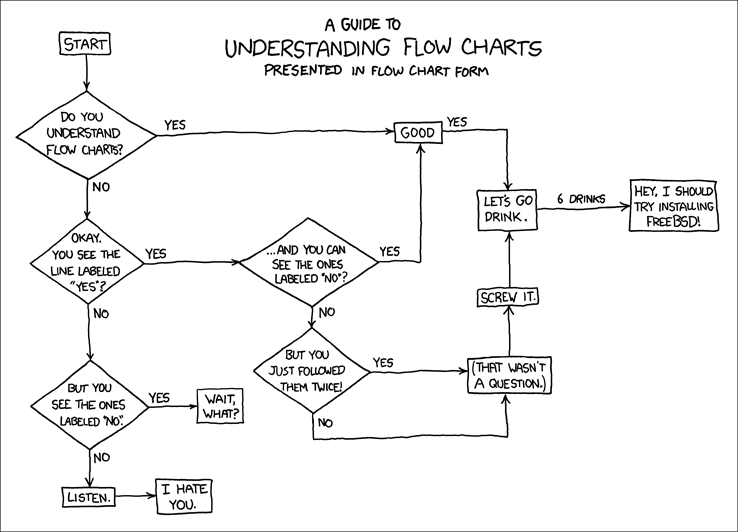 A GUIDE TO
UNDERSTANDING FLOW CHARTS
PRESENTED IN FLOW CHART FORM
START
DO YOU
UNDERSTAND
FLOW CHARTS?
YES
GOOD
YES
NO
LET'S GO
DRINK.
6 DRINKS
HEY, I SHOULD
TRY INSTALLING
FREEBSD!
OKAY.
YOU SEE THE
LINE LABELED
"YES"?
YES
...AND YOU CAN
SEE THE ONES
LABELED "NO"?
YES
NO
SCREW IT.
NO
BUT YOU
JUST FOLLOWED
THEM TWICE!
YES
(THAT WASN'T
A QUESTION.)
NO
BUT YOU
SEE THE ONES
LABELED "NO".
YES
WAIT,
WHAT?
NO
LISTEN.
I HATE
YOU.